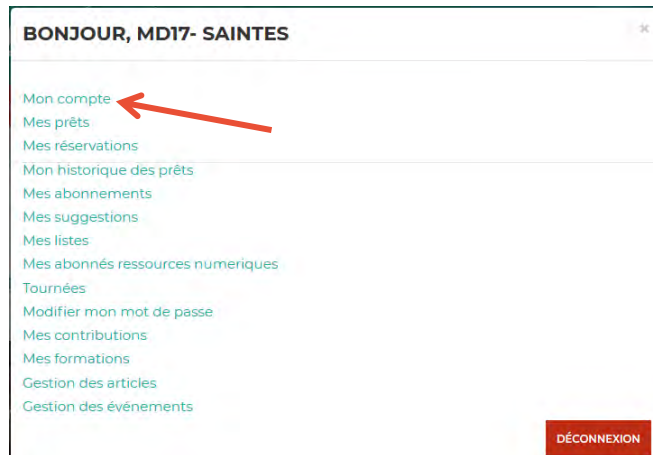 BONJOUR, MD17- SAINTES
×
Mon compte
Mes prêts
Mes réservations
Mon historique des prêts
Mes abonnements
Mes suggestions
Mes listes
Mes abonnés ressources numeriques
Tournées
Modifier mon mot de passe
Mes contributions
Mes formations
Gestion des articles
Gestion des événements
DÉCONNEXION